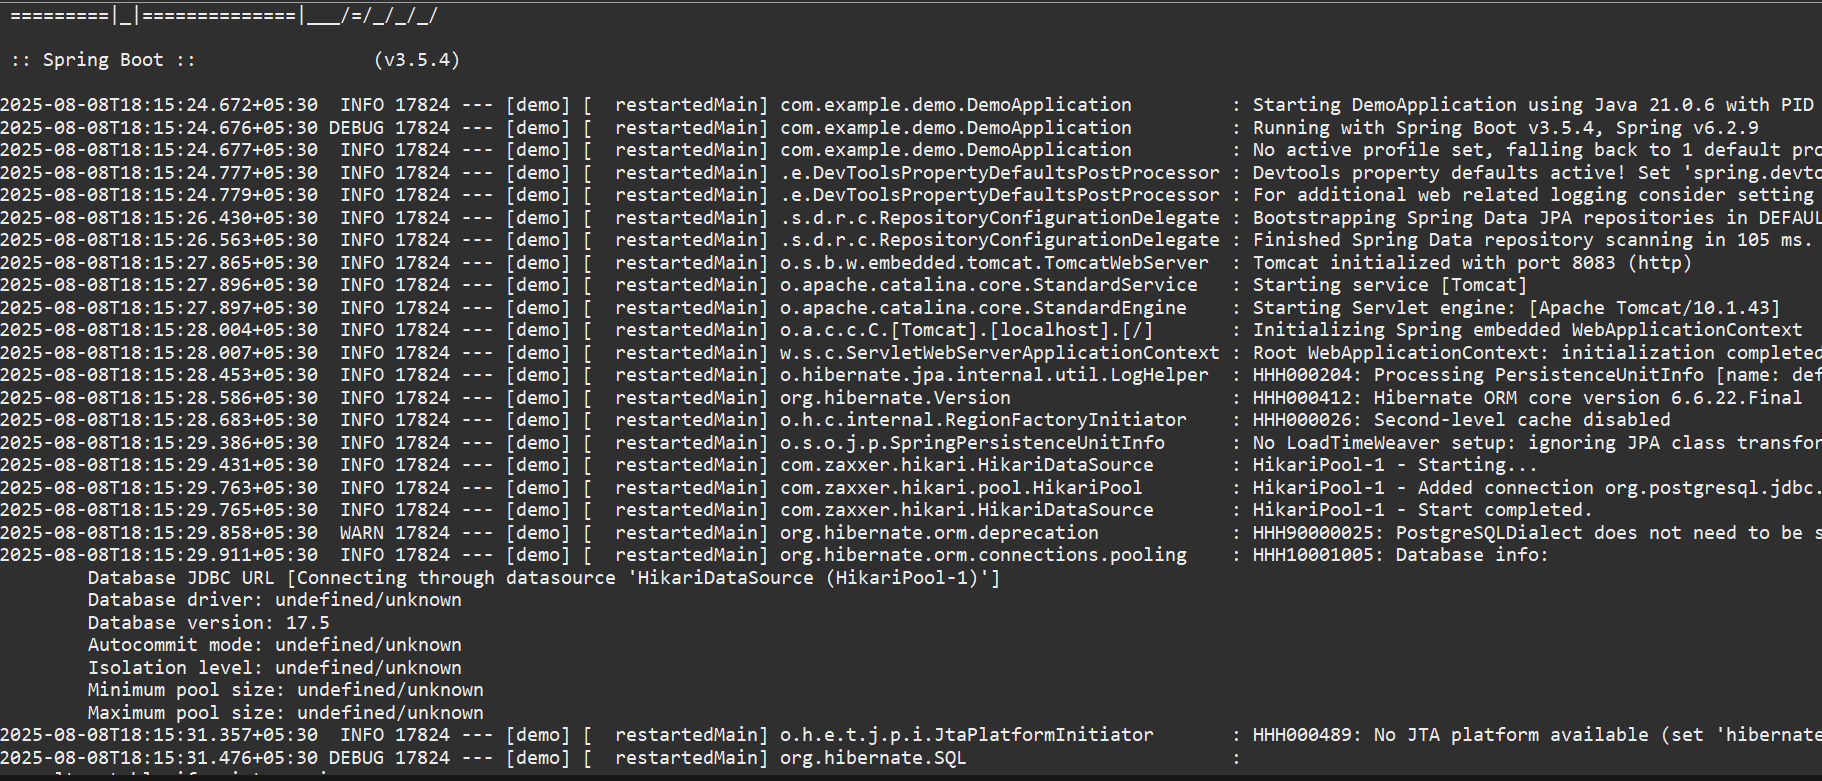 =========|_|==============|___/=/_/_/_/
:: Spring Boot ::                (v3.5.4)
2025-08-08T18:15:24.672+05:30  INFO 17824 --- [demo] [  restartedMain] com.example.demo.DemoApplication         : Starting DemoApplication using Java 21.0.6 with PID
2025-08-08T18:15:24.676+05:30 DEBUG 17824 --- [demo] [  restartedMain] com.example.demo.DemoApplication         : Running with Spring Boot v3.5.4, Spring v6.2.9
2025-08-08T18:15:24.677+05:30  INFO 17824 --- [demo] [  restartedMain] com.example.demo.DemoApplication         : No active profile set, falling back to 1 default pro
2025-08-08T18:15:24.777+05:30  INFO 17824 --- [demo] [  restartedMain] .e.DevToolsPropertyDefaultsPostProcessor : Devtools property defaults active! Set 'spring.devto
2025-08-08T18:15:24.779+05:30  INFO 17824 --- [demo] [  restartedMain] .e.DevToolsPropertyDefaultsPostProcessor : For additional web related logging consider setting
2025-08-08T18:15:26.430+05:30  INFO 17824 --- [demo] [  restartedMain] .s.d.r.c.RepositoryConfigurationDelegate : Bootstrapping Spring Data JPA repositories in DEFAUL
2025-08-08T18:15:26.563+05:30  INFO 17824 --- [demo] [  restartedMain] .s.d.r.c.RepositoryConfigurationDelegate : Finished Spring Data repository scanning in 105 ms.
2025-08-08T18:15:27.865+05:30  INFO 17824 --- [demo] [  restartedMain] o.s.b.w.embedded.tomcat.TomcatWebServer  : Tomcat initialized with port 8083 (http)
2025-08-08T18:15:27.896+05:30  INFO 17824 --- [demo] [  restartedMain] o.apache.catalina.core.StandardService   : Starting service [Tomcat]
2025-08-08T18:15:27.897+05:30  INFO 17824 --- [demo] [  restartedMain] o.apache.catalina.core.StandardEngine    : Starting Servlet engine: [Apache Tomcat/10.1.43]
2025-08-08T18:15:28.004+05:30  INFO 17824 --- [demo] [  restartedMain] o.a.c.c.C.[Tomcat].[localhost].[/]       : Initializing Spring embedded WebApplicationContext
2025-08-08T18:15:28.007+05:30  INFO 17824 --- [demo] [  restartedMain] w.s.c.ServletWebServerApplicationContext : Root WebApplicationContext: initialization completed
2025-08-08T18:15:28.453+05:30  INFO 17824 --- [demo] [  restartedMain] o.hibernate.jpa.internal.util.LogHelper  : HHH000204: Processing PersistenceUnitInfo [name: def
2025-08-08T18:15:28.586+05:30  INFO 17824 --- [demo] [  restartedMain] org.hibernate.Version                    : HHH000412: Hibernate ORM core version 6.6.22.Final
2025-08-08T18:15:28.683+05:30  INFO 17824 --- [demo] [  restartedMain] o.h.c.internal.RegionFactoryInitiator    : HHH000026: Second-level cache disabled
2025-08-08T18:15:29.386+05:30  INFO 17824 --- [demo] [  restartedMain] o.s.o.j.p.SpringPersistenceUnitInfo      : No LoadTimeWeaver setup: ignoring JPA class transfor
2025-08-08T18:15:29.431+05:30  INFO 17824 --- [demo] [  restartedMain] com.zaxxer.hikari.HikariDataSource       : HikariPool-1 - Starting...
2025-08-08T18:15:29.763+05:30  INFO 17824 --- [demo] [  restartedMain] com.zaxxer.hikari.pool.HikariPool        : HikariPool-1 - Added connection org.postgresql.jdbc.
2025-08-08T18:15:29.765+05:30  INFO 17824 --- [demo] [  restartedMain] com.zaxxer.hikari.HikariDataSource       : HikariPool-1 - Start completed.
2025-08-08T18:15:29.858+05:30  WARN 17824 --- [demo] [  restartedMain] org.hibernate.orm.deprecation            : HHH90000025: PostgreSQLDialect does not need to be s
2025-08-08T18:15:29.911+05:30  INFO 17824 --- [demo] [  restartedMain] org.hibernate.orm.connections.pooling    : HHH10001005: Database info:
Database JDBC URL [Connecting through datasource 'HikariDataSource (HikariPool-1)']
Database driver: undefined/unknown
Database version: 17.5
Autocommit mode: undefined/unknown
Isolation level: undefined/unknown
Minimum pool size: undefined/unknown
Maximum pool size: undefined/unknown
2025-08-08T18:15:31.357+05:30  INFO 17824 --- [demo] [  restartedMain] o.h.e.t.j.p.i.JtaPlatformInitiator       : HHH000489: No JTA platform available (set 'hibernate
2025-08-08T18:15:31.476+05:30 DEBUG 17824 --- [demo] [  restartedMain] org.hibernate.SQL                        :